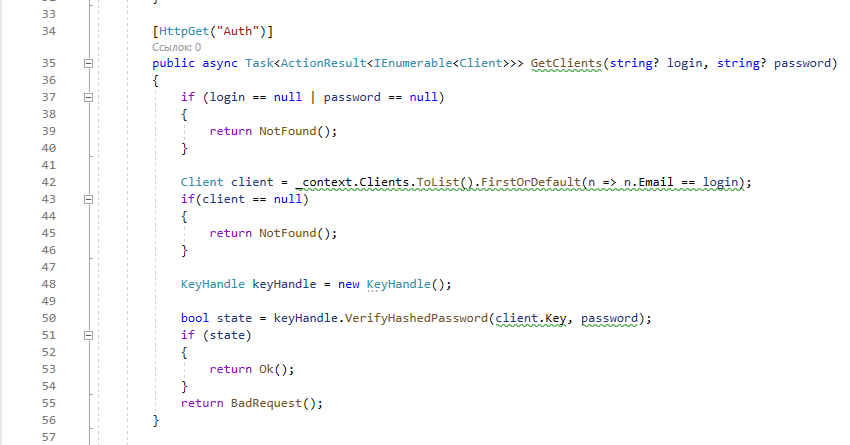 33
34 [HttpGet("Auth")]
Ссылок: 0
35 public async Task<ActionResult<IEnumerable<Client>>> GetClients(string? login, string? password)
36 {
37 if (login == null | password == null)
38 {
39 return NotFound();
40 }
41
42 Client client = _context.Clients.ToList().FirstOrDefault(n => n.Email == login);
43 if(client == null)
44 {
45 return NotFound();
46 }
47
48 KeyHandle keyHandle = new KeyHandle();
49
50 bool state = keyHandle.VerifyHashedPassword(client.Key, password);
51 if (state)
52 {
53 return Ok();
54 }
55 return BadRequest();
56 }
57